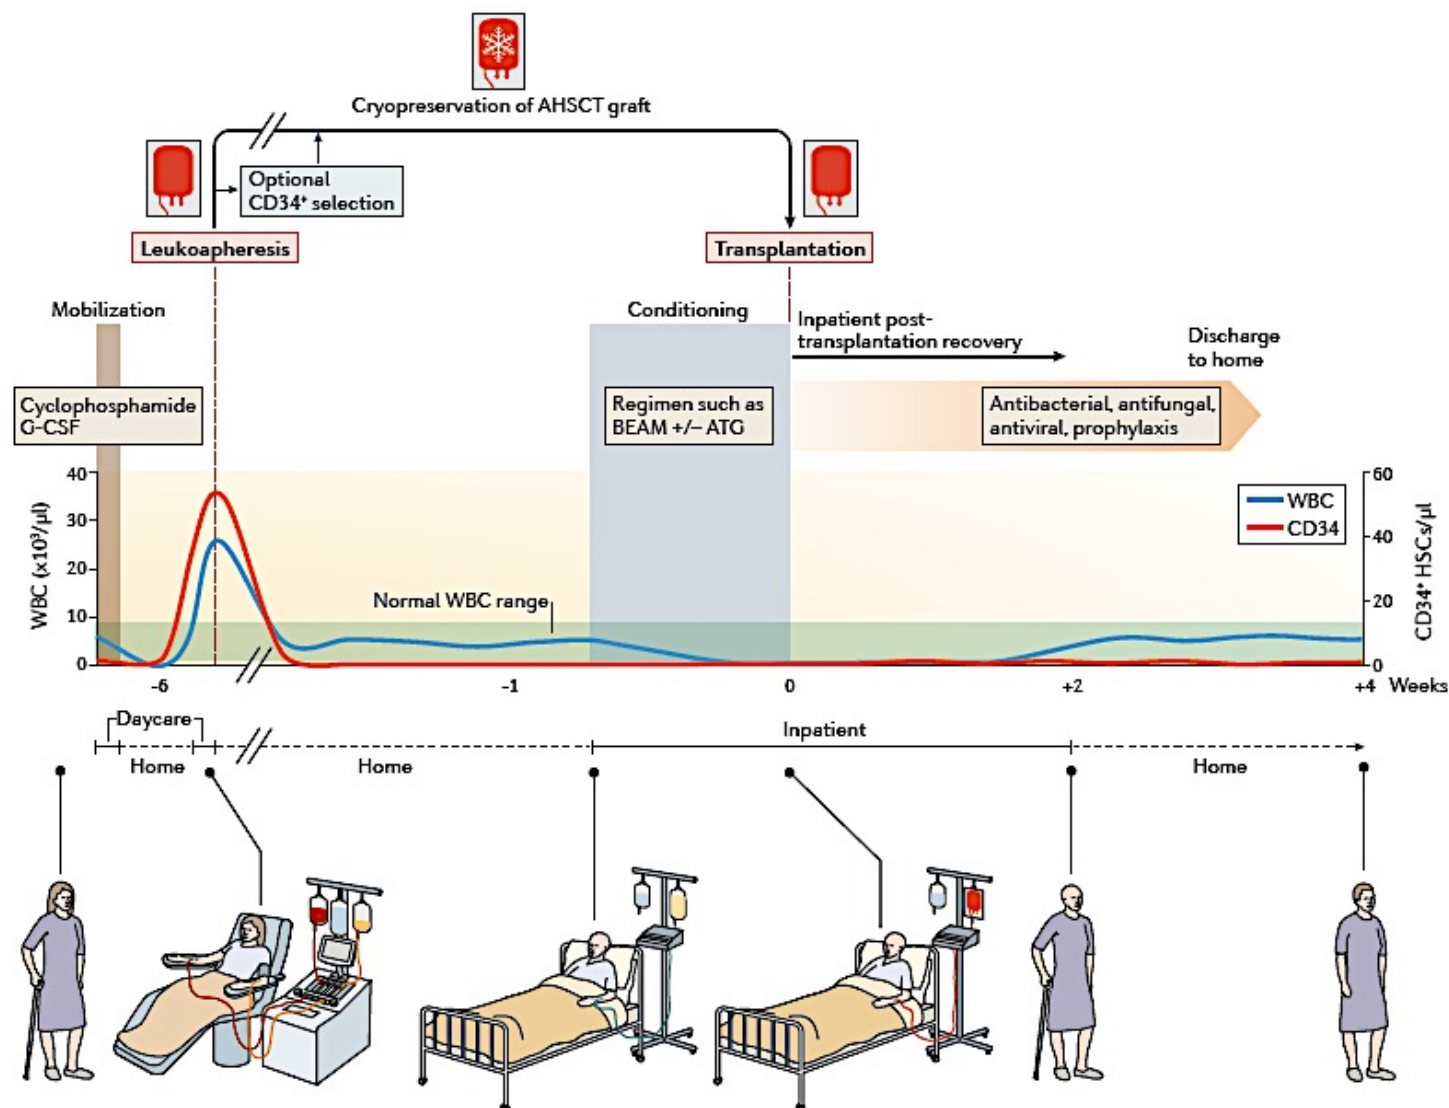 Cryopreservation of AHSCT graft
Optional
CD34⁺ selection
Leukoapheresis
Transplantation
Mobilization
Conditioning
Inpatient post-
transplantation recovery
Discharge
to home
Cyclophosphamide
G-CSF
Regimen such as
BEAM +/– ATG
Antibacterial, antifungal,
antiviral, prophylaxis
WBC (x10³/µl)
40
30
20
10
0
Normal WBC range
WBC
CD34
60
40
20
0
CD34⁺ HSCs/µl
-6
-1
0
+2
+4
Weeks
Daycare
Home
Home
Inpatient
Home